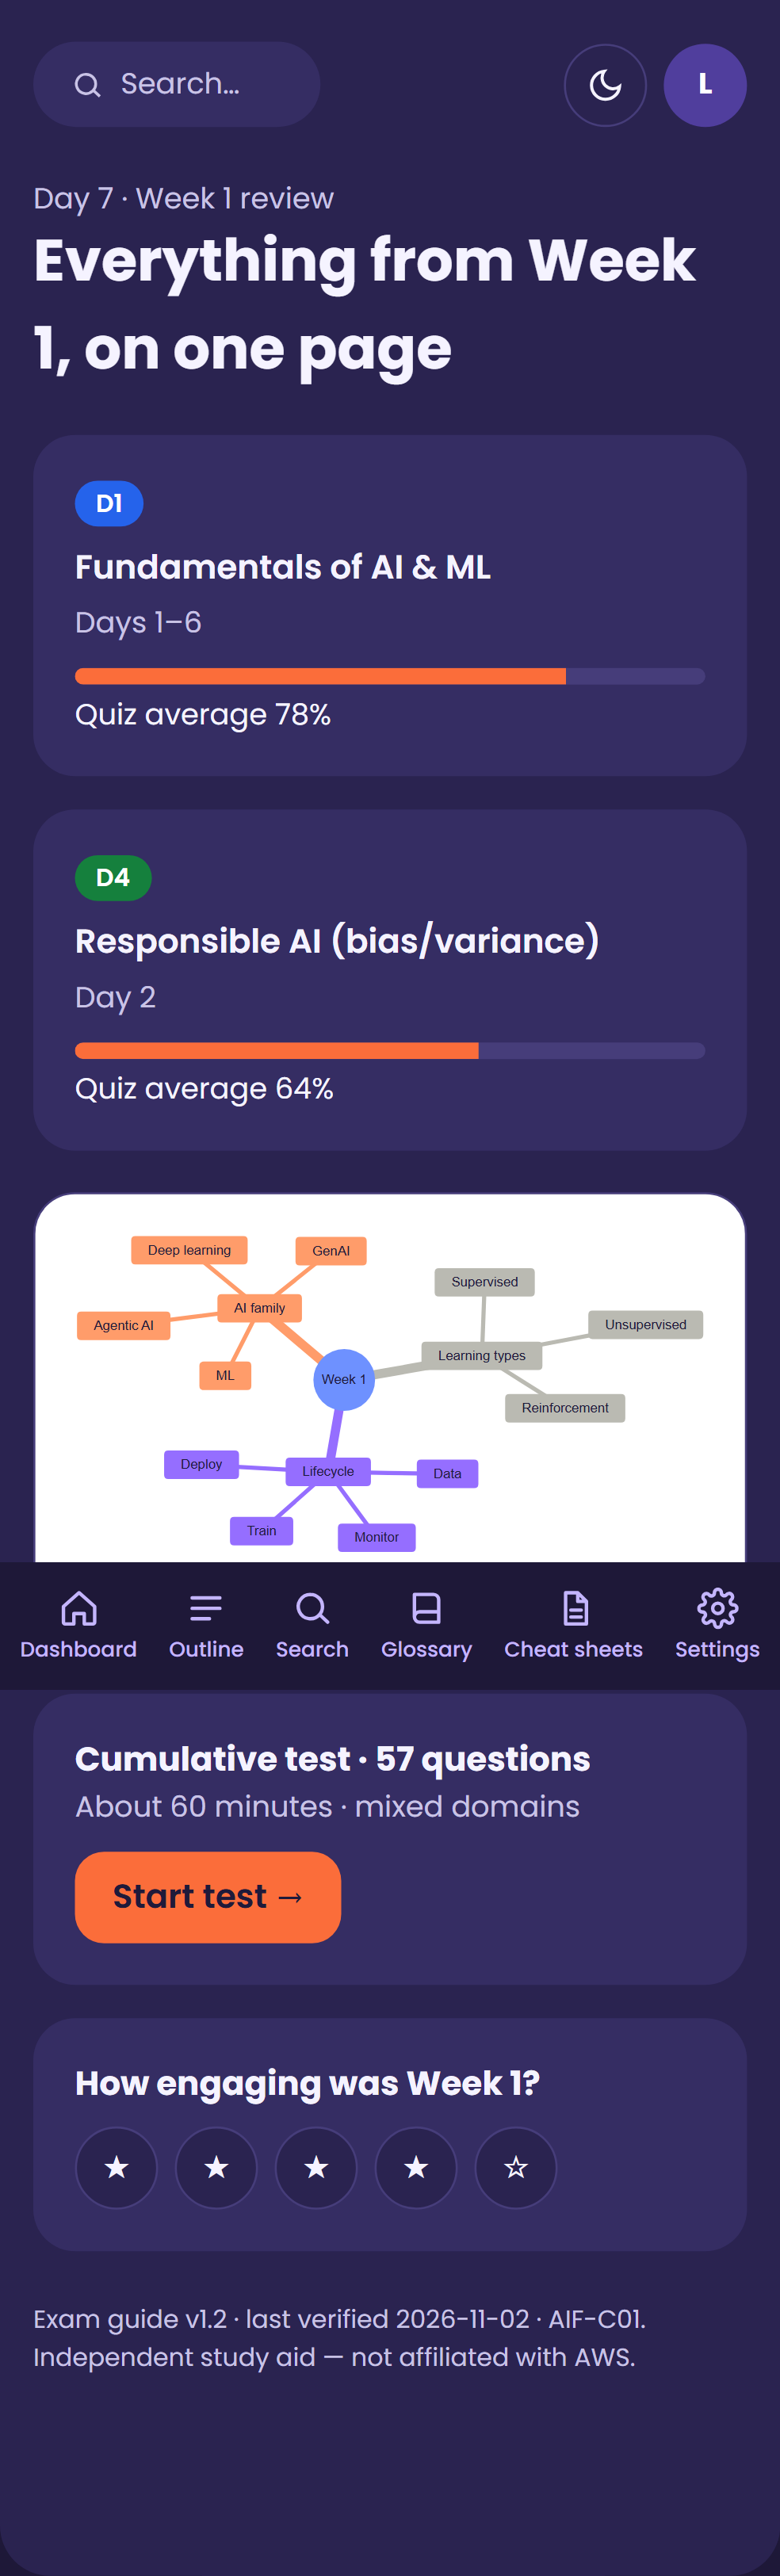 Search...
L
Day 7 · Week 1 review
Everything from Week
1, on one page
D1
Fundamentals of AI & ML
Days 1–6
Quiz average 78%
D4
Responsible AI (bias/variance)
Day 2
Quiz average 64%
Deep learning
GenAI
Supervised
AI family
Agentic AI
Unsupervised
Learning types
ML
Week 1
Reinforcement
Deploy
Lifecycle
Data
Train
Monitor
Dashboard
Outline
Search
Glossary
Cheat sheets
Settings
Cumulative test · 57 questions
About 60 minutes · mixed domains
Start test →
How engaging was Week 1?
★ ★ ★ ★ ☆
Exam guide v1.2 · last verified 2026-11-02 · AIF-C01.
Independent study aid — not affiliated with AWS.